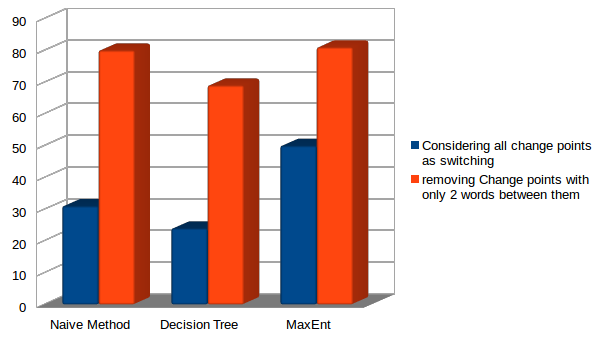 90
80
70
60
50
40
30
20
10
0
Naive Method Decision Tree MaxEnt
Considering all change points
as switching
removing Change points with
only 2 words between them